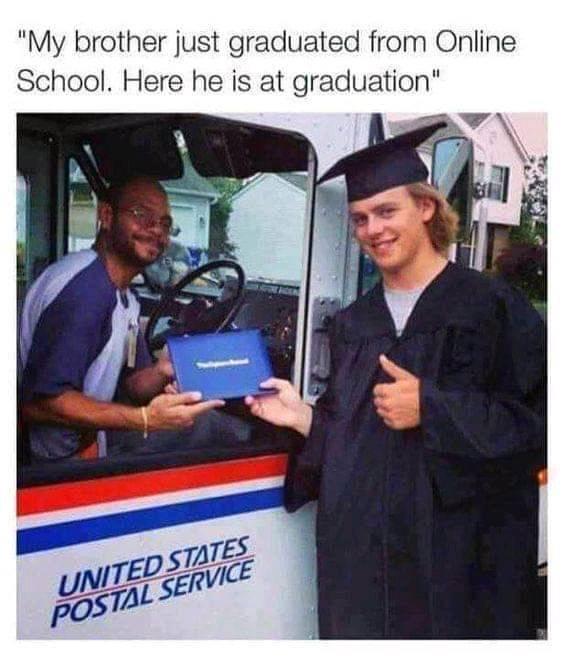 "My brother just graduated from Online
School. Here he is at graduation"
UNITED STATES
POSTAL SERVICE